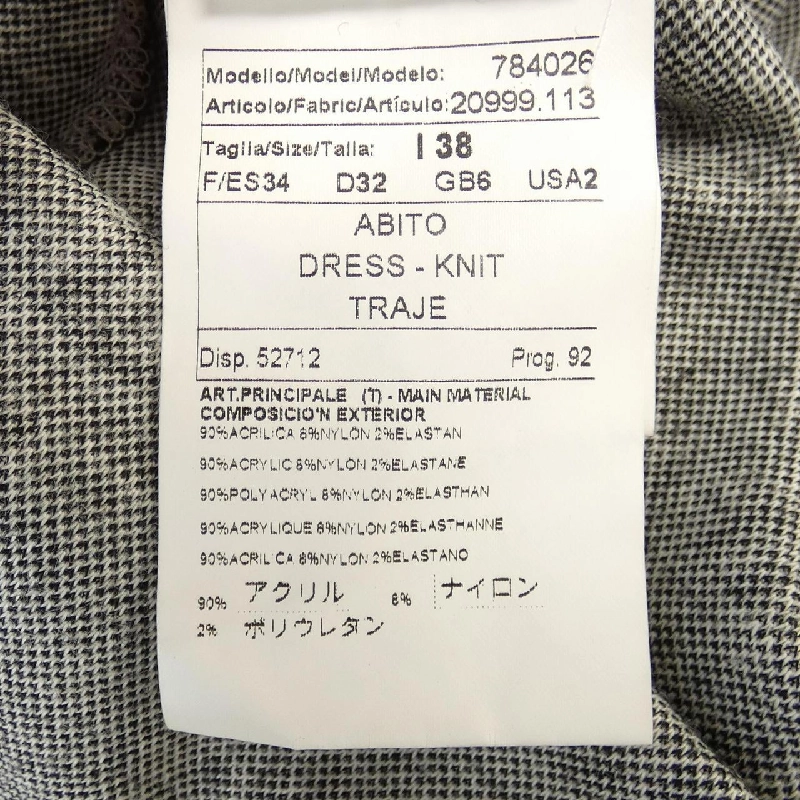 Modello/Model/Modelo: 784026
Articolo/Fabric/Artículo: 20999.113
Taglia/Size/Talla: I 38
F/ES34 D32 GB6 USA2
ABITO
DRESS - KNIT
TRAJE
Disp. 52712 Prog. 92
ART.PRINCIPALE (T) - MAIN MATERIAL
COMPOSICIO'N EXTERIOR
90%ACRILICA 8%NYLON 2%ELASTAN
90%ACRYLIC 8%NYLON 2%ELASTANE
90%POLYACRYL 8%NYLON 2%ELASTHAN
90%ACRYLIQUE 8%NYLON 2%ELASTHANNE
90%ACRILICA 8%NYLON 2%ELASTANO
90% アクリル 8% ナイロン
2% ポリウレタン